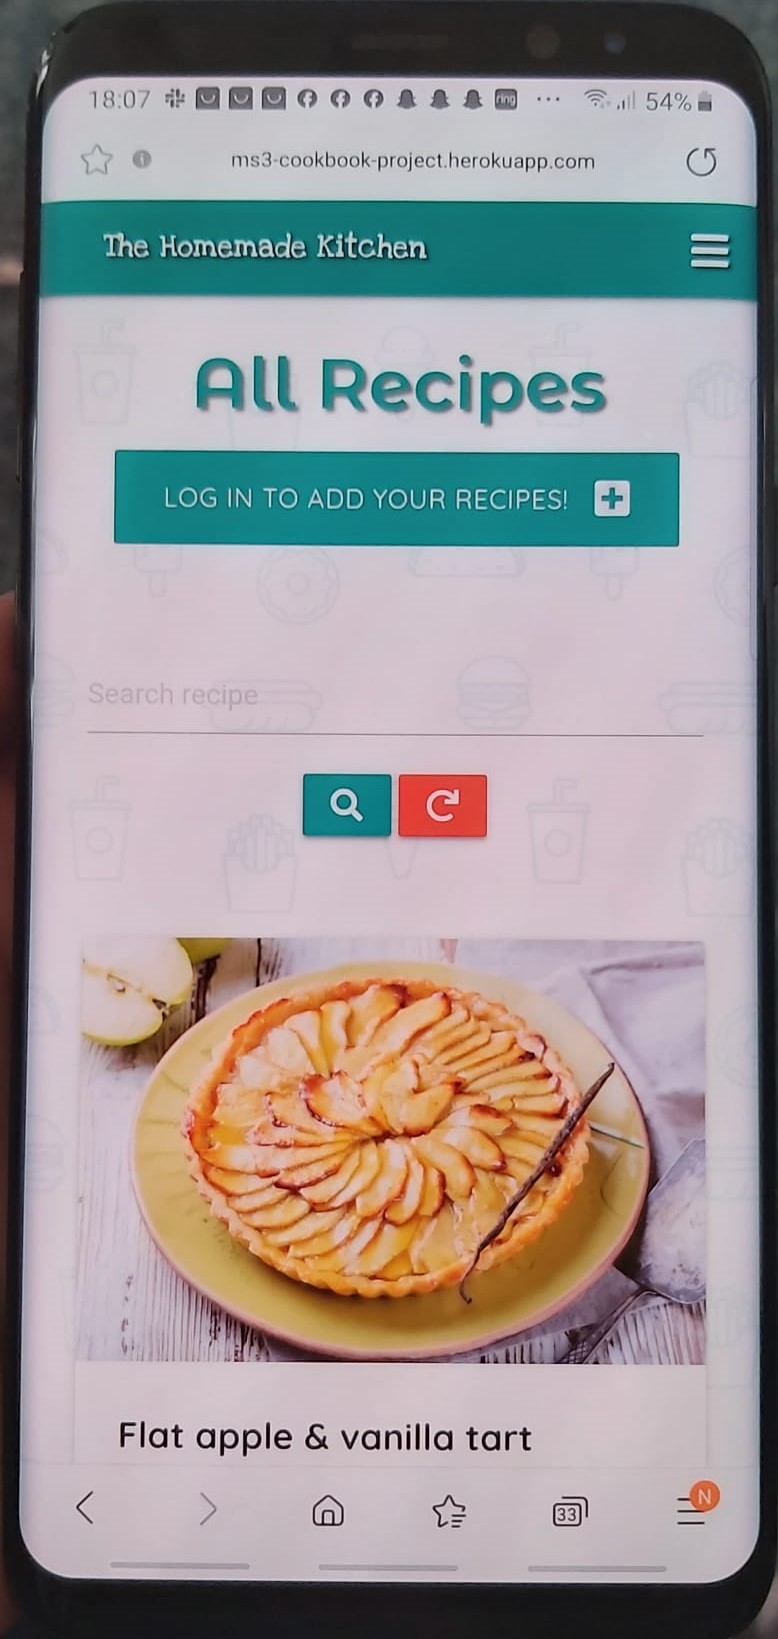 18:07 ring ... 54%
ms3-cookbook-project.herokuapp.com
The Homemade Kitchen
All Recipes
LOG IN TO ADD YOUR RECIPES!
Search recipe
Flat apple & vanilla tart
33 N